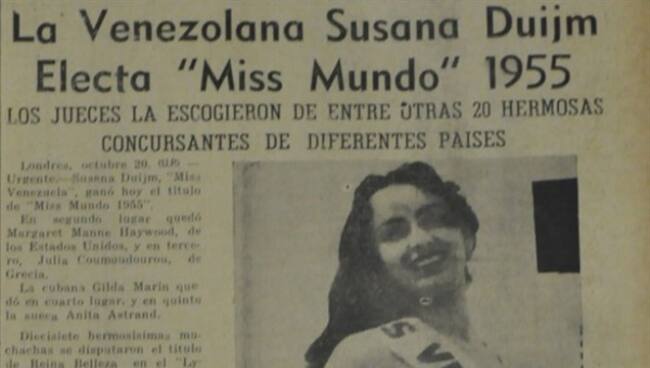 La Venezolana Susana Duijm
Electa "Miss Mundo" 1955
LOS JUECES LA ESCOGIERON DE ENTRE OTRAS 20 HERMOSAS
CONCURSANTES DE DIFERENTES PAISES
Londres, octubre 20. (UP) —
Urgente.—Susana Duijm, "Miss
Venezuela", ganó hoy el título
de "Miss Mundo 1955".
En segundo lugar quedó
Margaret Manne Haywood, de
los Estados Unidos, y en terce-
ro, Julia Coumoudourou, de
Grecia.
La cubana Gilda Marin que
dó en cuarto lugar, y en quinto
la sueca Anita Astrand.
Diecisiete hermosísimas mu-
chachas se disputaron el título
de Reina Belleza en el "Lo-